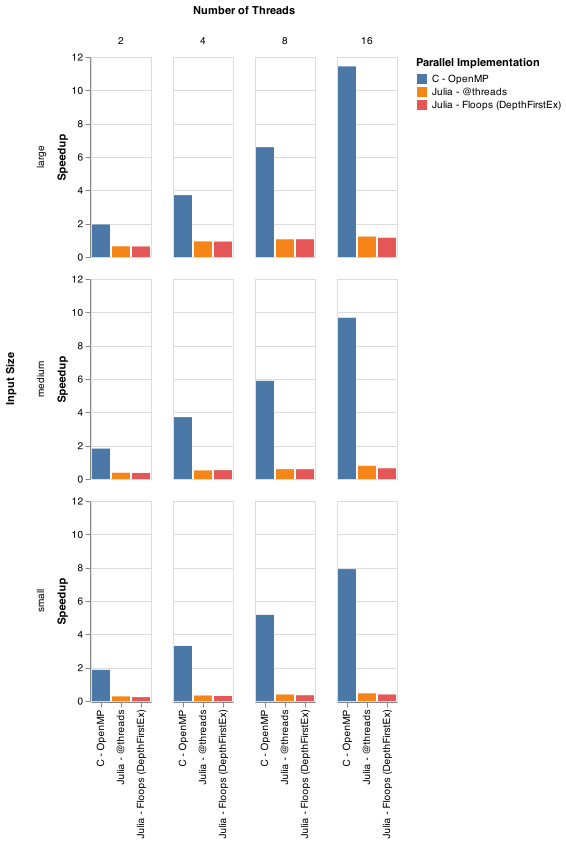 Number of Threads
2 4 8 16
Parallel Implementation
C - OpenMP
Julia - @threads
Julia - Floops (DepthFirstEx)
Input Size
large
Speedup
12
10
8
6
4
2
0
medium
Speedup
12
10
8
6
4
2
0
small
Speedup
12
10
8
6
4
2
0
C - OpenMP
Julia - @threads
Julia - Floops (DepthFirstEx)
C - OpenMP
Julia - @threads
Julia - Floops (DepthFirstEx)
C - OpenMP
Julia - @threads
Julia - Floops (DepthFirstEx)
C - OpenMP
Julia - @threads
Julia - Floops (DepthFirstEx)